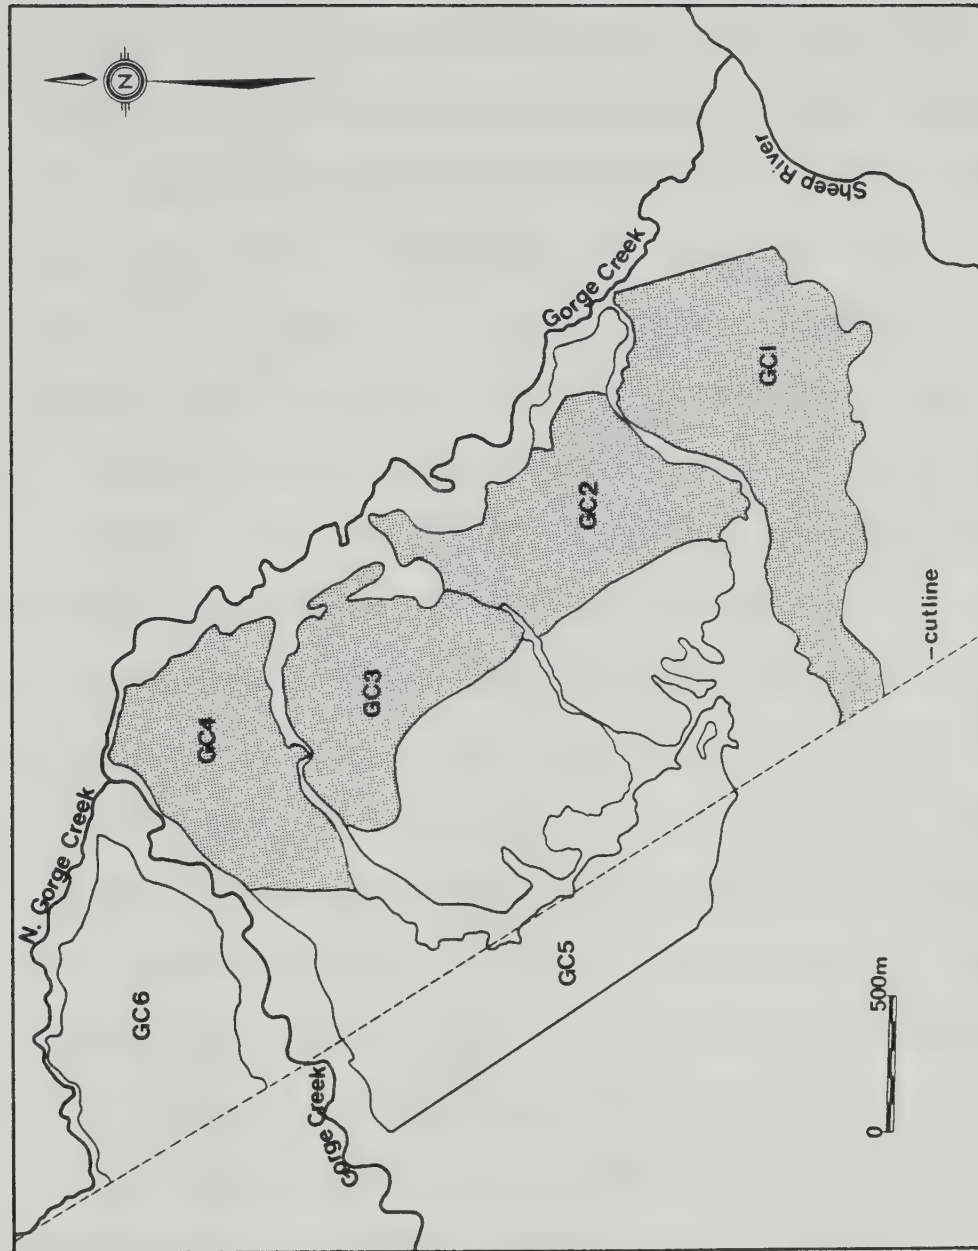 N
N. Gorge Creek
Gorge Creek
Sheep River
GC1
GC2
GC3
GC4
GC5
GC6
Gorge Creek
cutline
0 500m